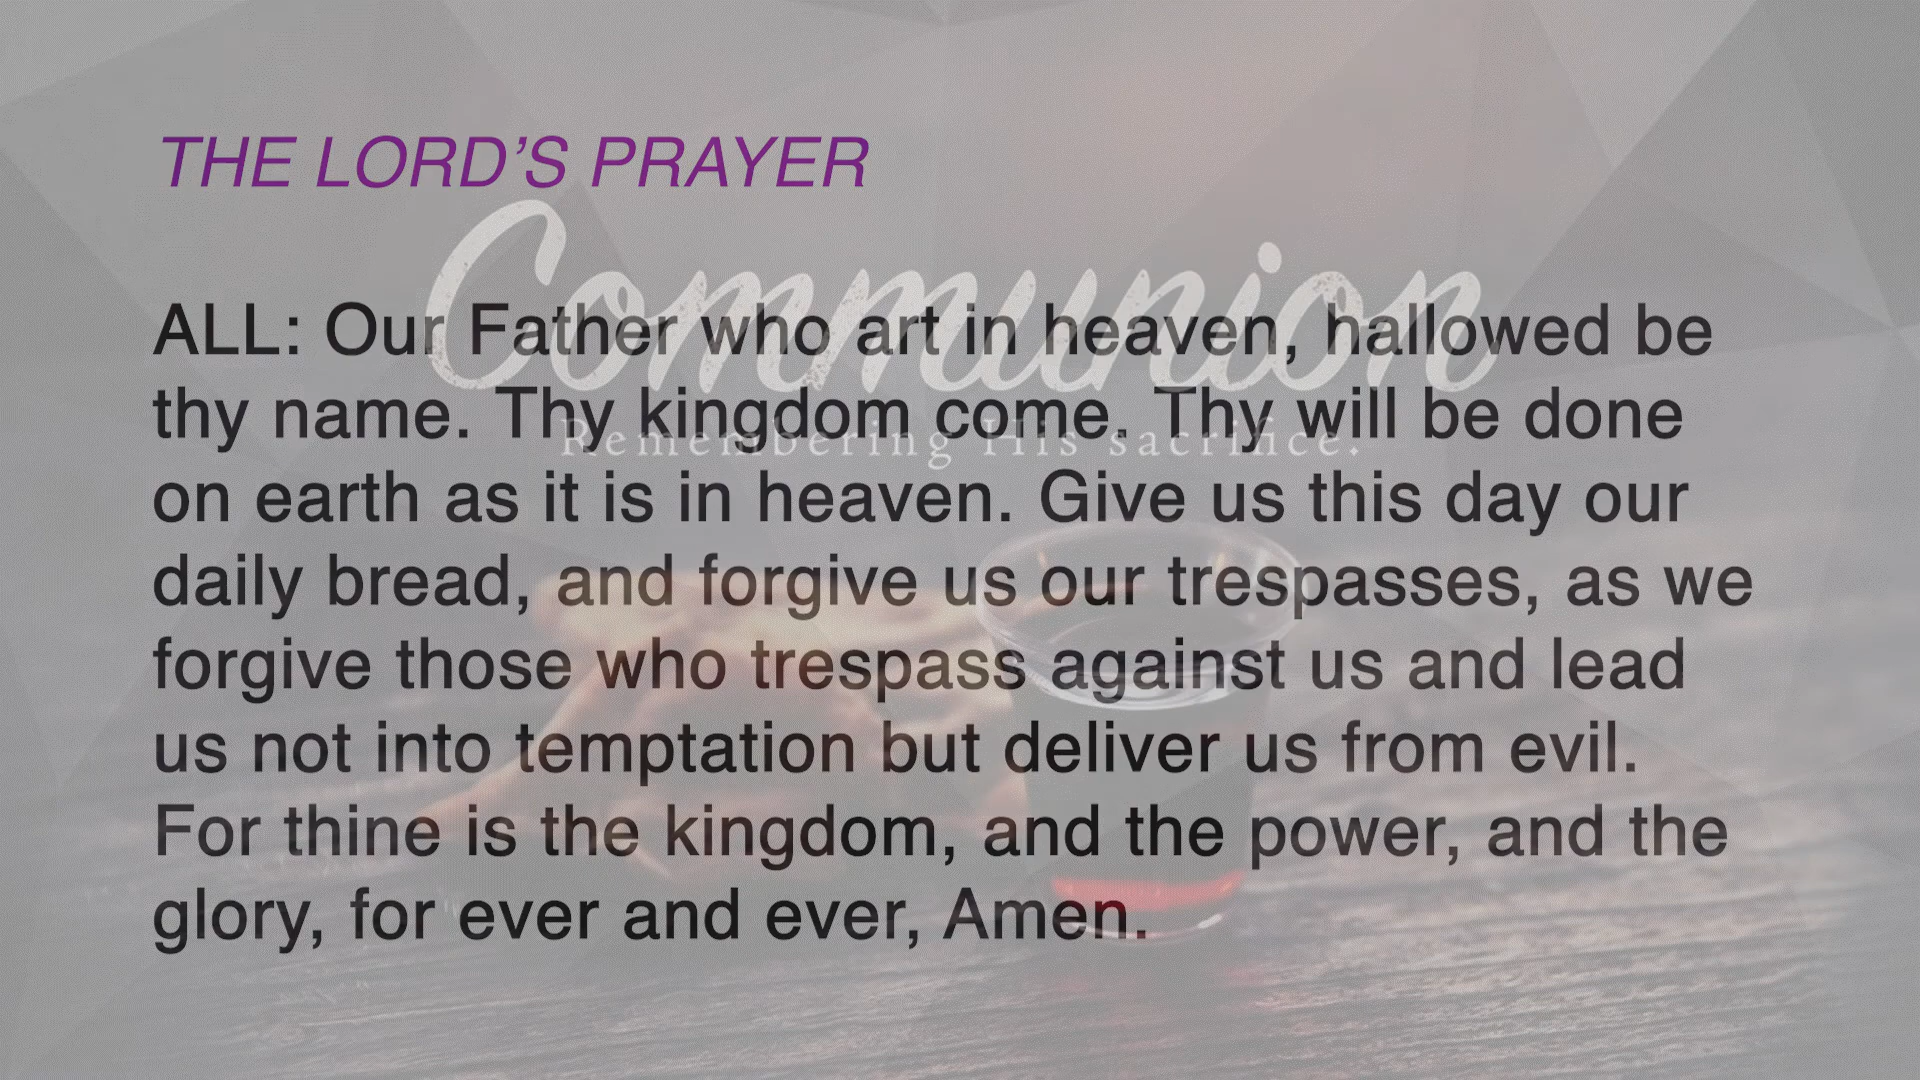 THE LORD’S PRAYER
Communion
ALL: Our Father who art in heaven, hallowed be
thy name. Thy kingdom come. Thy will be done
Remembering His sacrifice.
on earth as it is in heaven. Give us this day our
daily bread, and forgive us our trespasses, as we
forgive those who trespass against us and lead
us not into temptation but deliver us from evil.
For thine is the kingdom, and the power, and the
glory, for ever and ever, Amen.